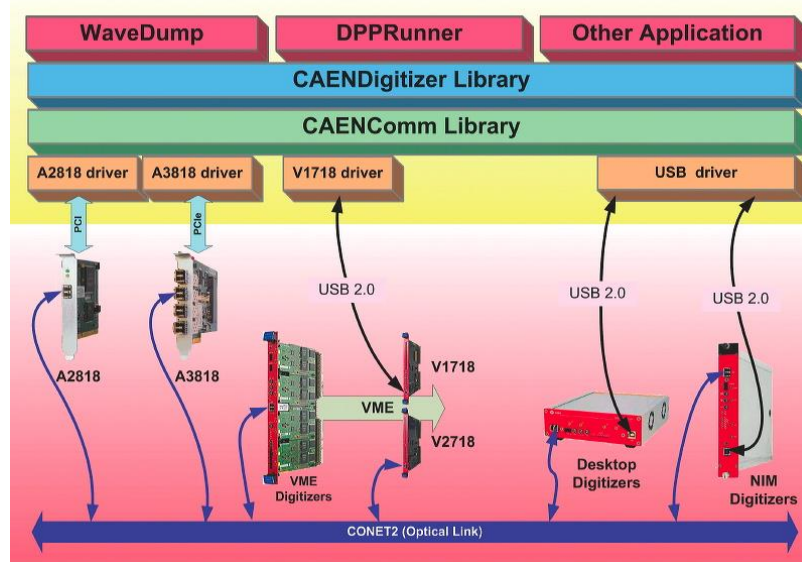 WaveDump
DPPRunner
Other Application
CAENDigitizer Library
CAENComm Library
A2818 driver
A3818 driver
V1718 driver
USB driver
PCI
PCIe
USB 2.0
USB 2.0
USB 2.0
A2818
A3818
V1718
VME
V2718
VME
Digitizers
Desktop
Digitizers
NIM
Digitizers
CONET2 (Optical Link)